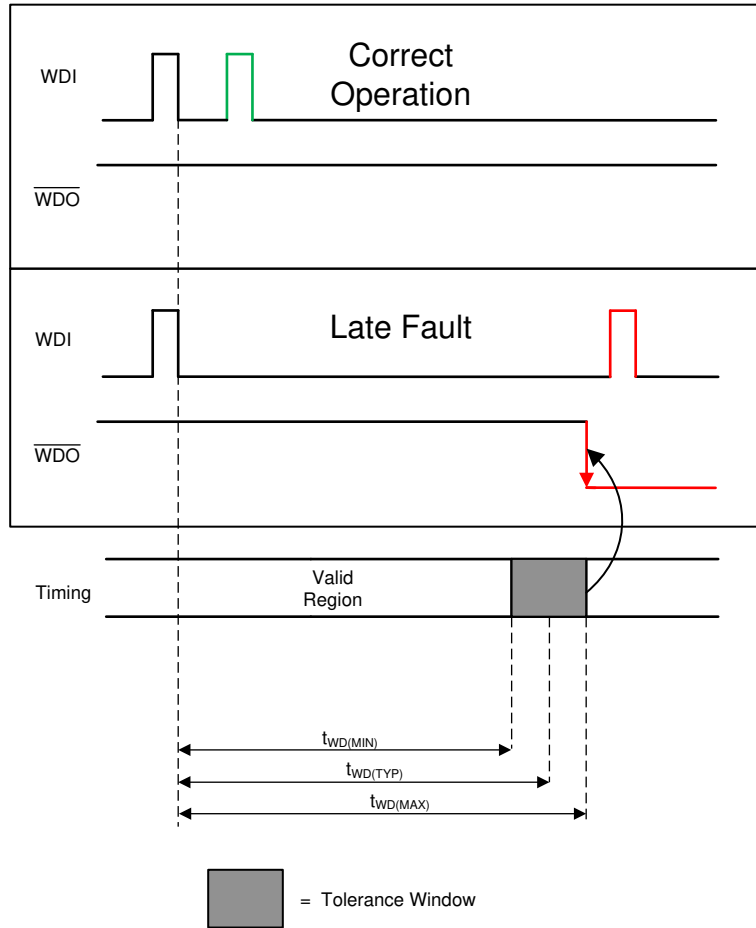 WDI
Correct
Operation
WDO
WDI
Late Fault
WDO
Timing
Valid
Region
tWD(MIN)
tWD(TYP)
tWD(MAX)
= Tolerance Window